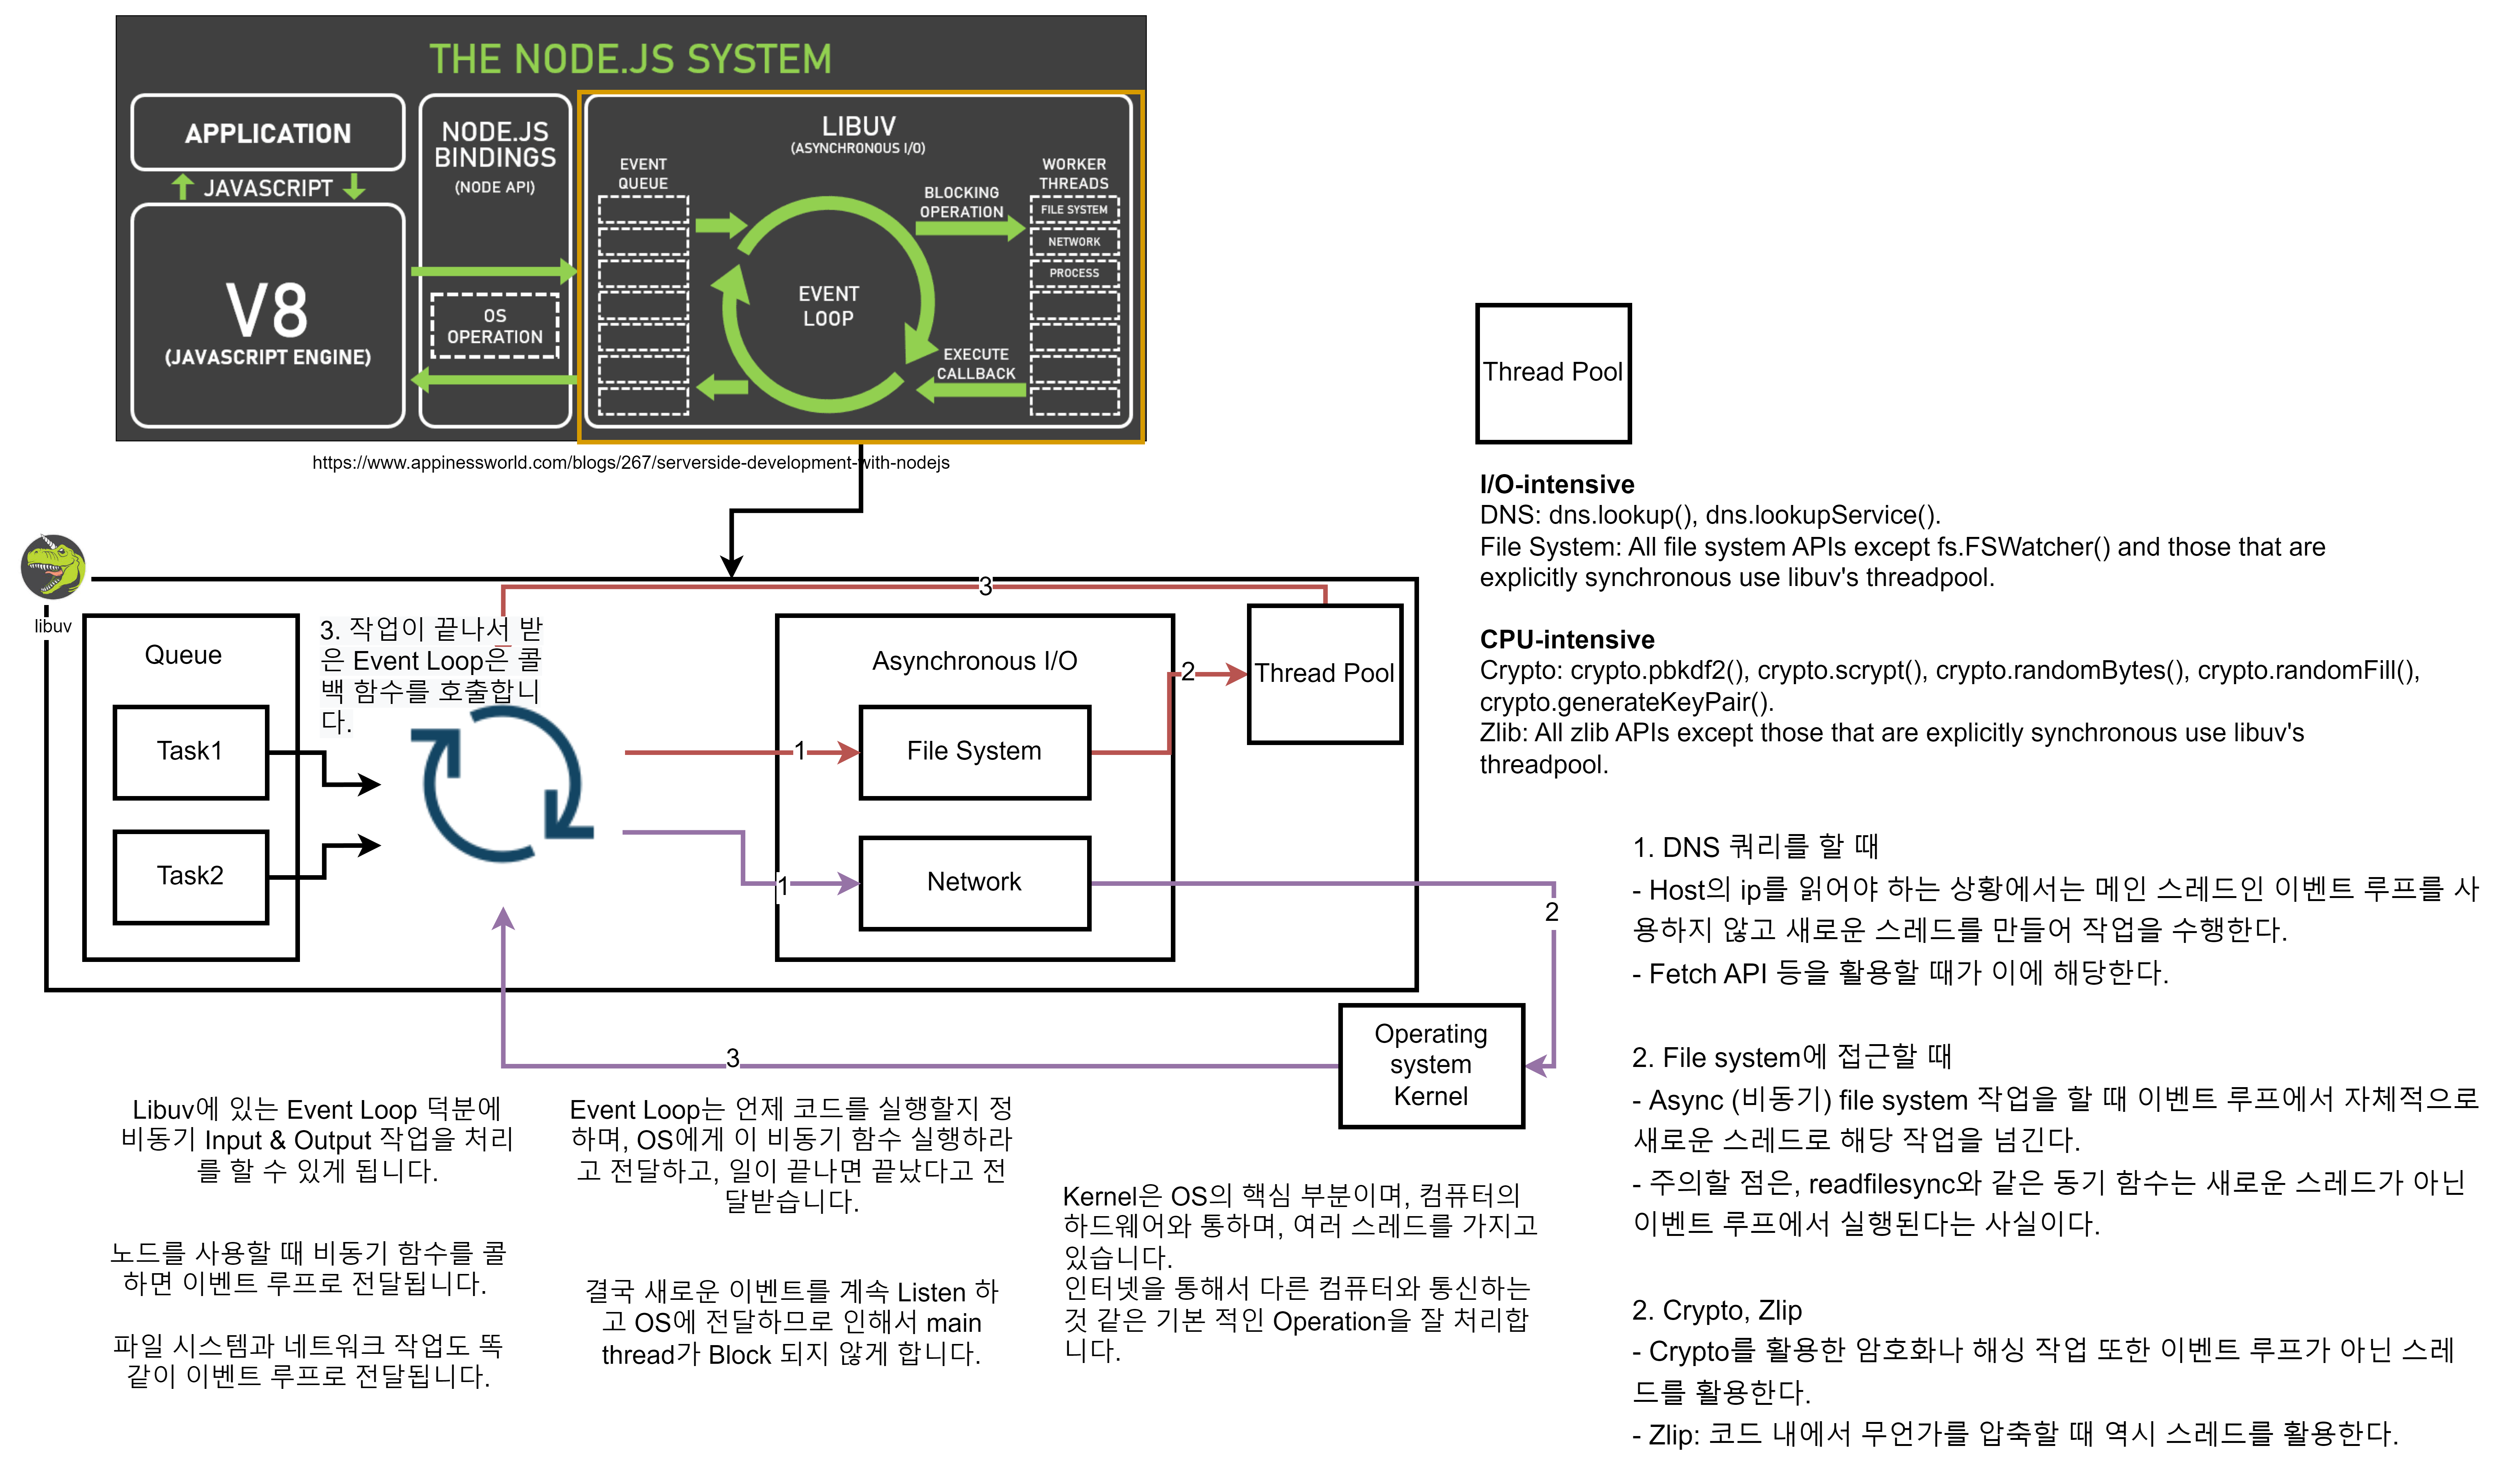 THE NODE.JS SYSTEM
APPLICATION
JAVASCRIPT
V8
(JAVASCRIPT ENGINE)
NODE.JS
BINDINGS
(NODE API)
OS
OPERATION
LIBUV
(ASYNCHRONOUS I/O)
EVENT
QUEUE
EVENT
LOOP
BLOCKING
OPERATION
EXECUTE
CALLBACK
WORKER
THREADS
FILE SYSTEM
NETWORK
PROCESS
https://www.appinessworld.com/blogs/267/serverside-development-with-nodejs
libuv
Queue
Task1
Task2
3. 작업이 끝나서 받
은 Event Loop은 콜
백 함수를 호출합니
다.
3
1
1
Asynchronous I/O
File System
Network
2
Thread Pool
2
3
Operating
system
Kernel
Libuv에 있는 Event Loop 덕분에
비동기 Input & Output 작업을 처리
를 할 수 있게 됩니다.
노드를 사용할 때 비동기 함수를 콜
하면 이벤트 루프로 전달됩니다.
파일 시스템과 네트워크 작업도 똑
같이 이벤트 루프로 전달됩니다.
Event Loop는 언제 코드를 실행할지 정
하며, OS에게 이 비동기 함수 실행하라
고 전달하고, 일이 끝나면 끝났다고 전
달받습니다.
결국 새로운 이벤트를 계속 Listen 하
고 OS에 전달하므로 인해서 main
thread가 Block 되지 않게 합니다.
Kernel은 OS의 핵심 부분이며, 컴퓨터의
하드웨어와 통하며, 여러 스레드를 가지고
있습니다.
인터넷을 통해서 다른 컴퓨터와 통신하는
것 같은 기본 적인 Operation을 잘 처리합
니다.
Thread Pool
I/O-intensive
DNS: dns.lookup(), dns.lookupService().
File System: All file system APIs except fs.FSWatcher() and those that are
explicitly synchronous use libuv's threadpool.
CPU-intensive
Crypto: crypto.pbkdf2(), crypto.scrypt(), crypto.randomBytes(), crypto.randomFill(),
crypto.generateKeyPair().
Zlib: All zlib APIs except those that are explicitly synchronous use libuv's
threadpool.
1. DNS 쿼리를 할 때
- Host의 ip를 읽어야 하는 상황에서는 메인 스레드인 이벤트 루프를 사
용하지 않고 새로운 스레드를 만들어 작업을 수행한다.
- Fetch API 등을 활용할 때가 이에 해당한다.
2. File system에 접근할 때
- Async (비동기) file system 작업을 할 때 이벤트 루프에서 자체적으로
새로운 스레드로 해당 작업을 넘긴다.
- 주의할 점은, readfilesync와 같은 동기 함수는 새로운 스레드가 아닌
이벤트 루프에서 실행된다는 사실이다.
2. Crypto, Zlip
- Crypto를 활용한 암호화나 해싱 작업 또한 이벤트 루프가 아닌 스레
드를 활용한다.
- Zlip: 코드 내에서 무언가를 압축할 때 역시 스레드를 활용한다.